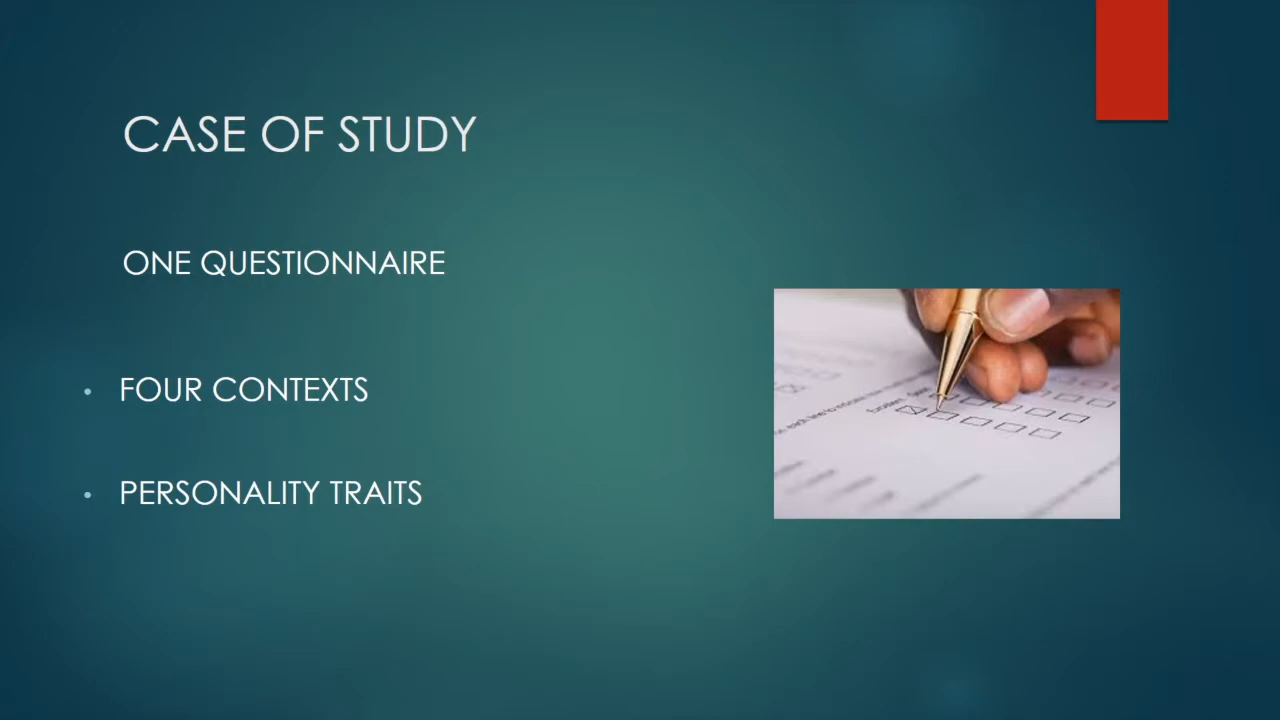 CASE OF STUDY
ONE QUESTIONNAIRE
• FOUR CONTEXTS
• PERSONALITY TRAITS